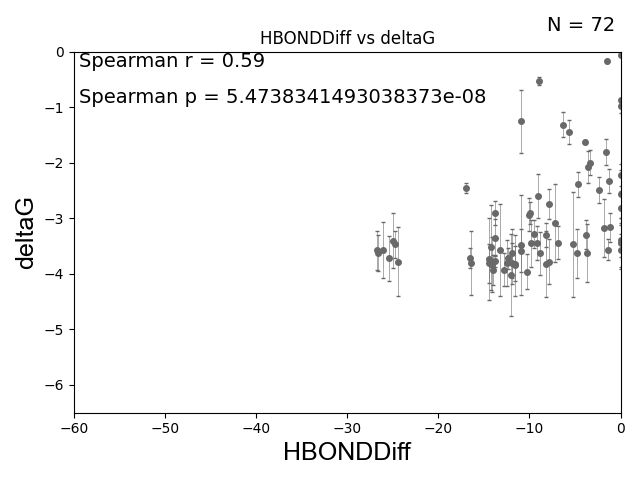 N = 72
HBONDDiff vs deltaG
Spearman r = 0.59
Spearman p = 5.4738341493038373e-08
deltaG
0
−1
−2
−3
−4
−5
−6
−60 −50 −40 −30 −20 −10 0
HBONDDiff